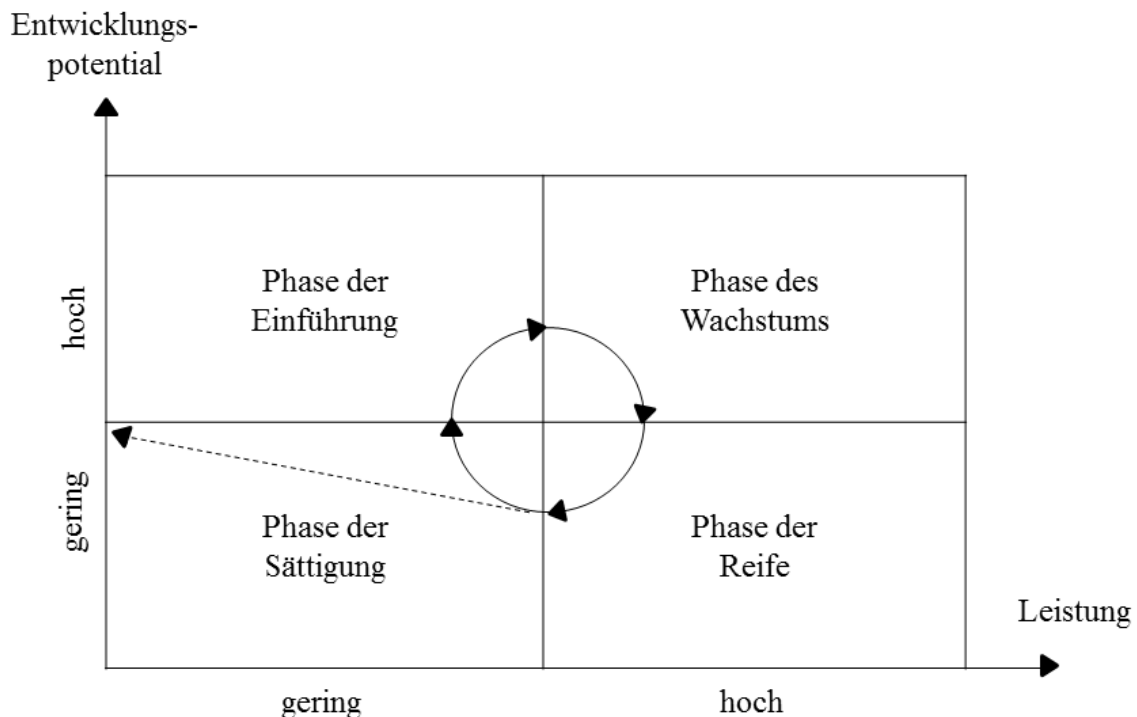 Entwicklungs-
potential
hoch
Phase der
Einführung
Phase des
Wachstums
gering
Phase der
Sättigung
Phase der
Reife
Leistung
gering
hoch